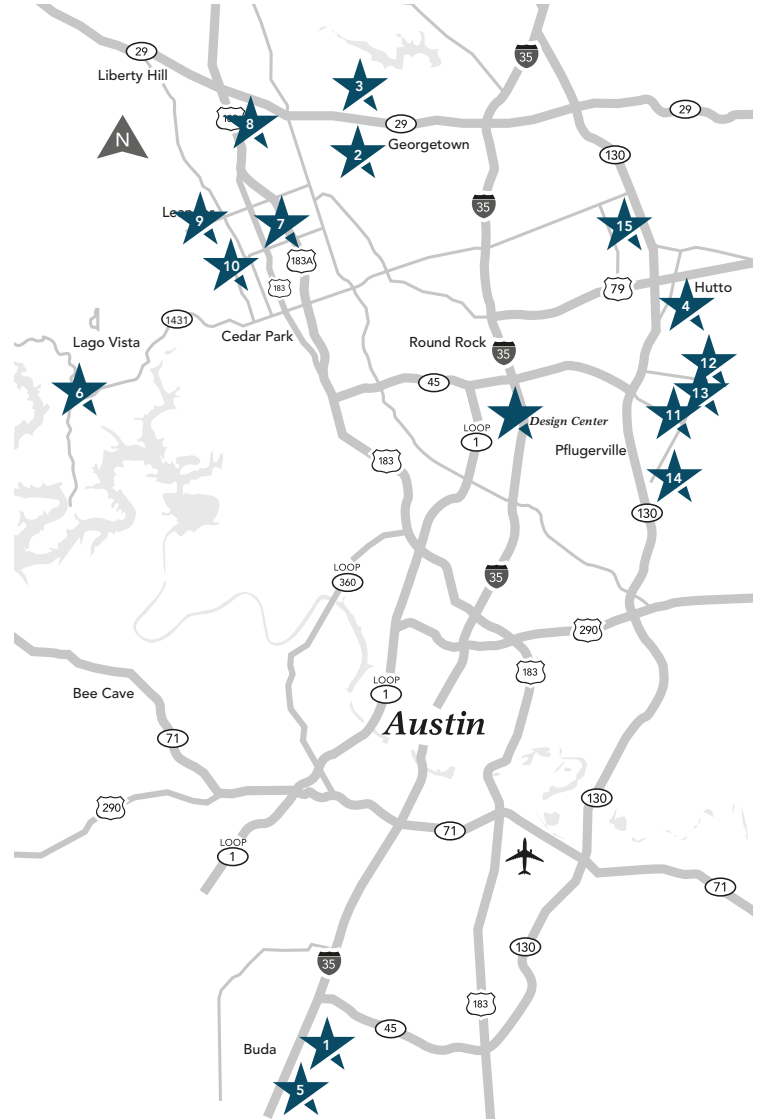 35
29
Liberty Hill
3
29
183
8
29
N
Georgetown
2
130
35
Leander
9
7
15
183A
10
183
79
Hutto
4
1431
Cedar Park
Lago Vista
Round Rock
35
12
45
6
13
11
Design Center
LOOP
1
Pflugerville
183
14
130
LOOP
360
35
290
183
LOOP
1
Bee Cave
Austin
71
290
130
71
LOOP
1
71
130
35
183
45
Buda
1
5